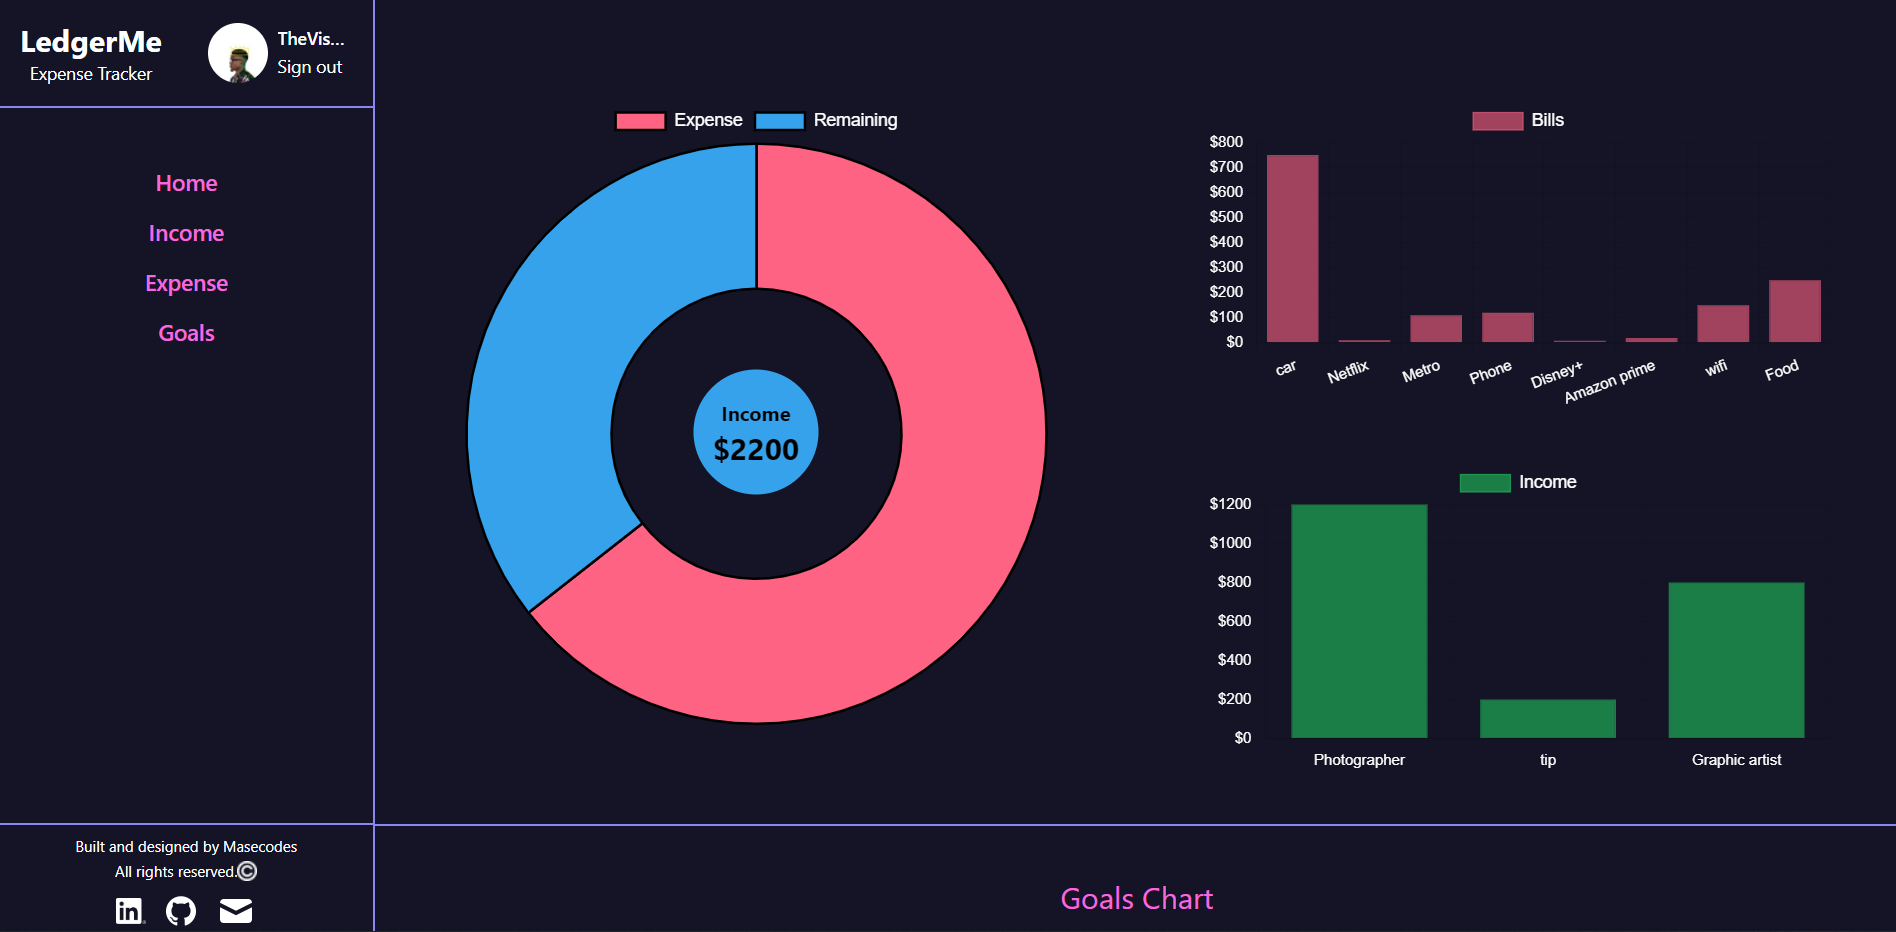 LedgerMe
Expense Tracker
TheVis...
Sign out
Home
Income
Expense
Goals
Built and designed by Masecodes
All rights reserved.©
Expense
Remaining
Income
$2200
Bills
$800
$700
$600
$500
$400
$300
$200
$100
$0
car
Netflix
Metro
Phone
Disney+
Amazon prime
wifi
Food
Income
$1200
$1000
$800
$600
$400
$200
$0
Photographer
tip
Graphic artist
Goals Chart